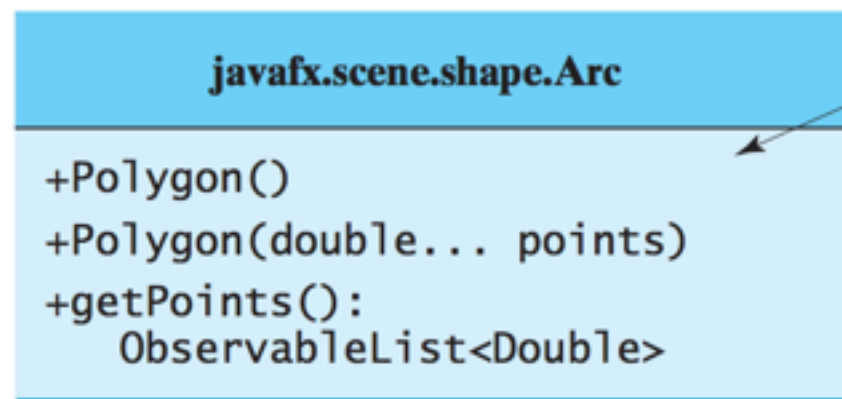 javafx.scene.shape.Arc
+Polygon()
+Polygon(double... points)
+getPoints():
ObservableList<Double>